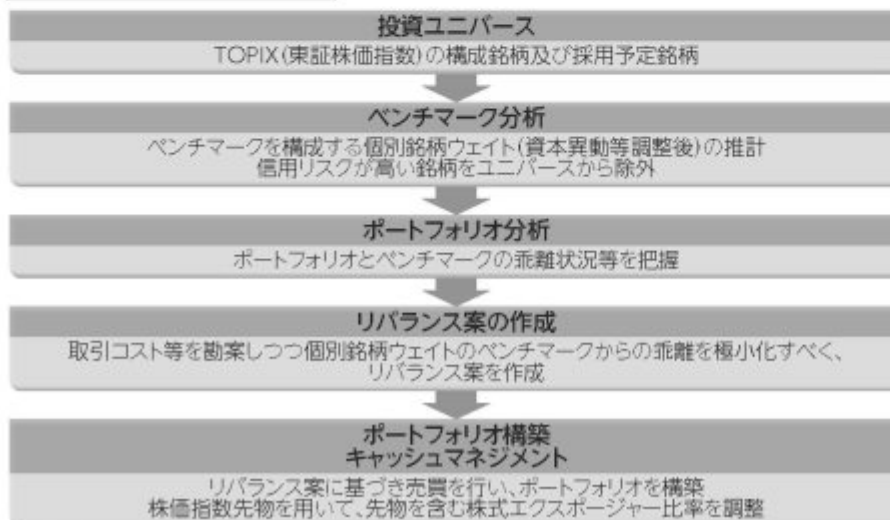 投資ユニバース
TOPIX(東証株価指数)の構成銘柄及び採用予定銘柄
ベンチマーク分析
ベンチマークを構成する個別銘柄ウェイト(資本異動等調整後)の推計
信用リスクが高い銘柄をユニバースから除外
ポートフォリオ分析
ポートフォリオとベンチマークの乖離状況等を把握
リバランス案の作成
取引コスト等を勘案しつつ個別銘柄ウェイトのベンチマークからの乖離を極小化すべく、
リバランス案を作成
ポートフォリオ構築
キャッシュマネジメント
リバランス案に基づき売買を行い、ポートフォリオを構築
株価指数先物を用いて、先物を含む株式エクスポージャー比率を調整